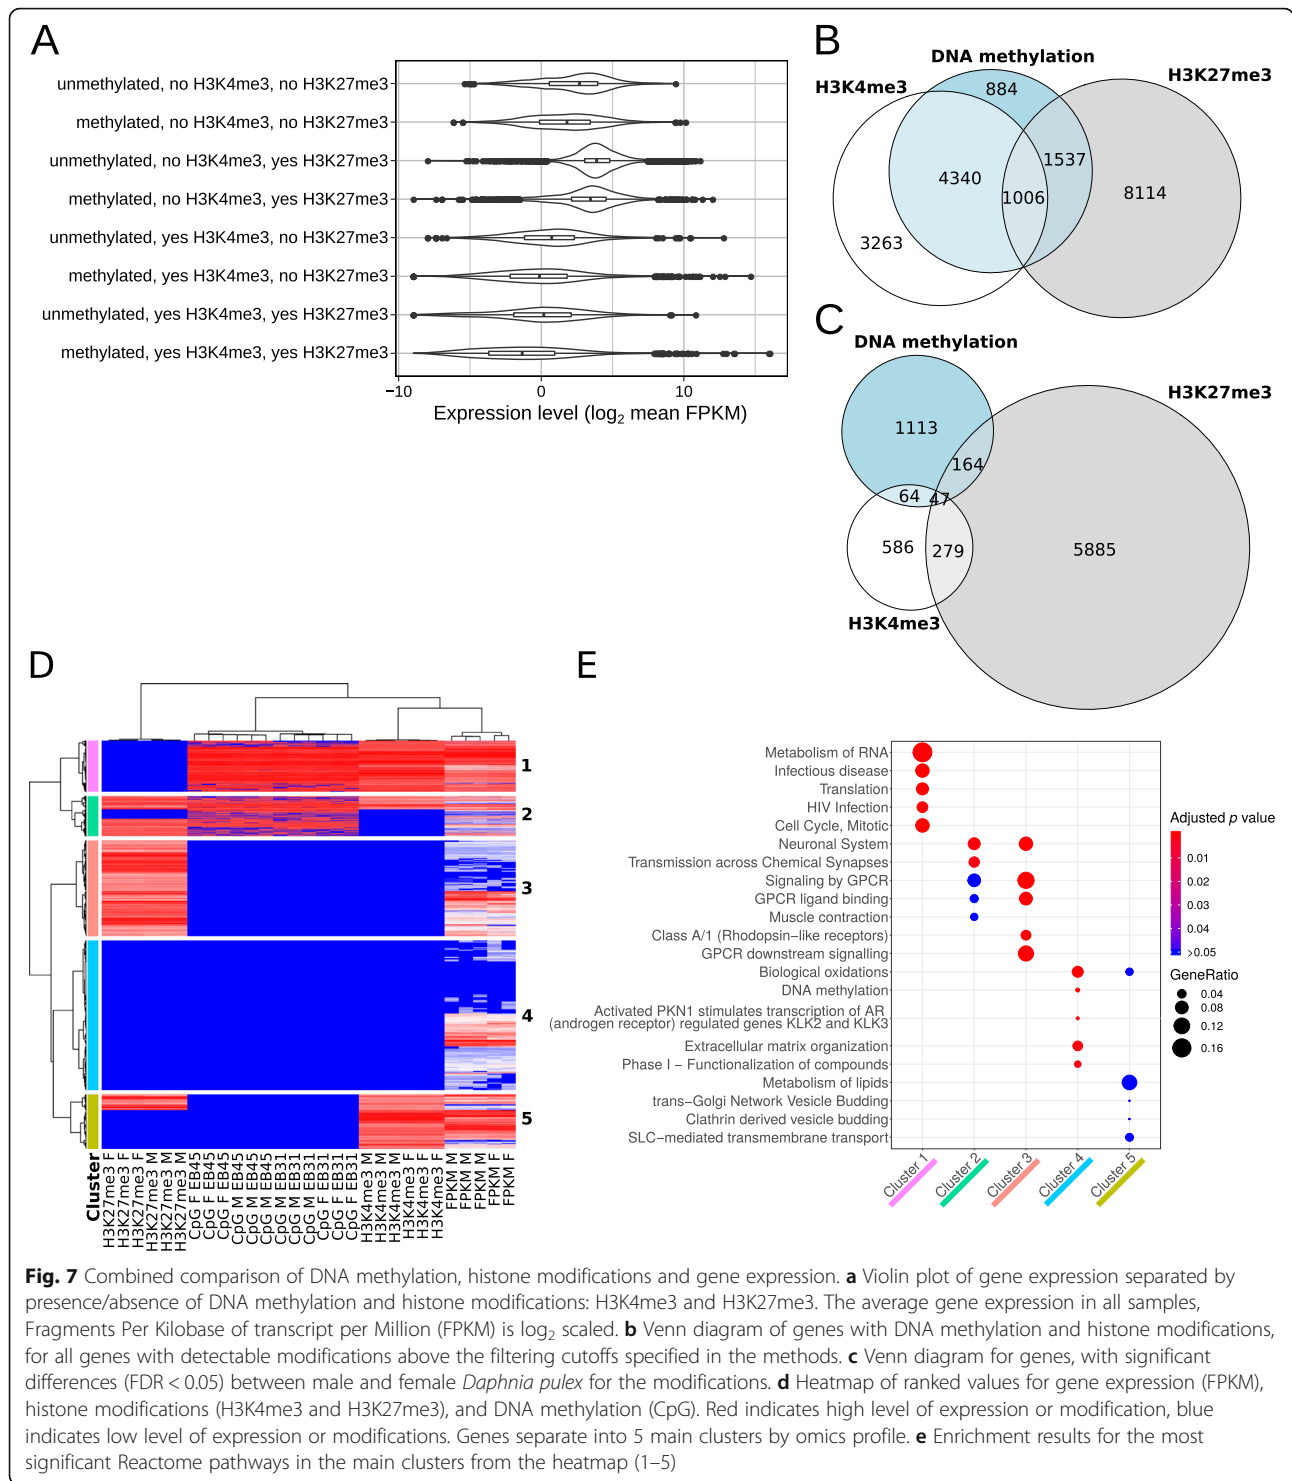 A
unmethylated, no H3K4me3, no H3K27me3
methylated, no H3K4me3, no H3K27me3
unmethylated, no H3K4me3, yes H3K27me3
methylated, no H3K4me3, yes H3K27me3
unmethylated, yes H3K4me3, no H3K27me3
methylated, yes H3K4me3, no H3K27me3
unmethylated, yes H3K4me3, yes H3K27me3
methylated, yes H3K4me3, yes H3K27me3
−10 0 10
Expression level (log₂ mean FPKM)
B
DNA methylation
H3K4me3
H3K27me3
884
4340
1537
1006
8114
3263
C
DNA methylation
H3K27me3
1113
164
64
47
586
279
5885
H3K4me3
D
1
2
3
4
5
Cluster
H3K27me3 F
H3K27me3 F
H3K27me3 F
H3K27me3 M
H3K27me3 M
H3K27me3 M
CpG F EB45
CpG F EB45
CpG F EB45
CpG M EB45
CpG M EB45
CpG M EB45
CpG M EB31
CpG M EB31
CpG M EB31
CpG F EB31
CpG F EB31
CpG F EB31
H3K4me3 M
H3K4me3 M
H3K4me3 M
H3K4me3 F
H3K4me3 F
H3K4me3 F
FPKM M
FPKM M
FPKM M
FPKM F
FPKM F
E
Metabolism of RNA
Infectious disease
Translation
HIV Infection
Cell Cycle, Mitotic
Neuronal System
Transmission across Chemical Synapses
Signaling by GPCR
GPCR ligand binding
Muscle contraction
Class A/1 (Rhodopsin−like receptors)
GPCR downstream signalling
Biological oxidations
DNA methylation
Activated PKN1 stimulates transcription of AR
(androgen receptor) regulated genes KLK2 and KLK3
Extracellular matrix organization
Phase I − Functionalization of compounds
Metabolism of lipids
trans−Golgi Network Vesicle Budding
Clathrin derived vesicle budding
SLC−mediated transmembrane transport
Cluster 1
Cluster 2
Cluster 3
Cluster 4
Cluster 5
Adjusted p value
0.01
0.02
0.03
0.04
>0.05
GeneRatio
0.04
0.08
0.12
0.16
Fig. 7 Combined comparison of DNA methylation, histone modifications and gene expression. a Violin plot of gene expression separated by
presence/absence of DNA methylation and histone modifications: H3K4me3 and H3K27me3. The average gene expression in all samples,
Fragments Per Kilobase of transcript per Million (FPKM) is log₂ scaled. b Venn diagram of genes with DNA methylation and histone modifications,
for all genes with detectable modifications above the filtering cutoffs specified in the methods. c Venn diagram for genes, with significant
differences (FDR < 0.05) between male and female Daphnia pulex for the modifications. d Heatmap of ranked values for gene expression (FPKM),
histone modifications (H3K4me3 and H3K27me3), and DNA methylation (CpG). Red indicates high level of expression or modification, blue
indicates low level of expression or modifications. Genes separate into 5 main clusters by omics profile. e Enrichment results for the most
significant Reactome pathways in the main clusters from the heatmap (1–5)